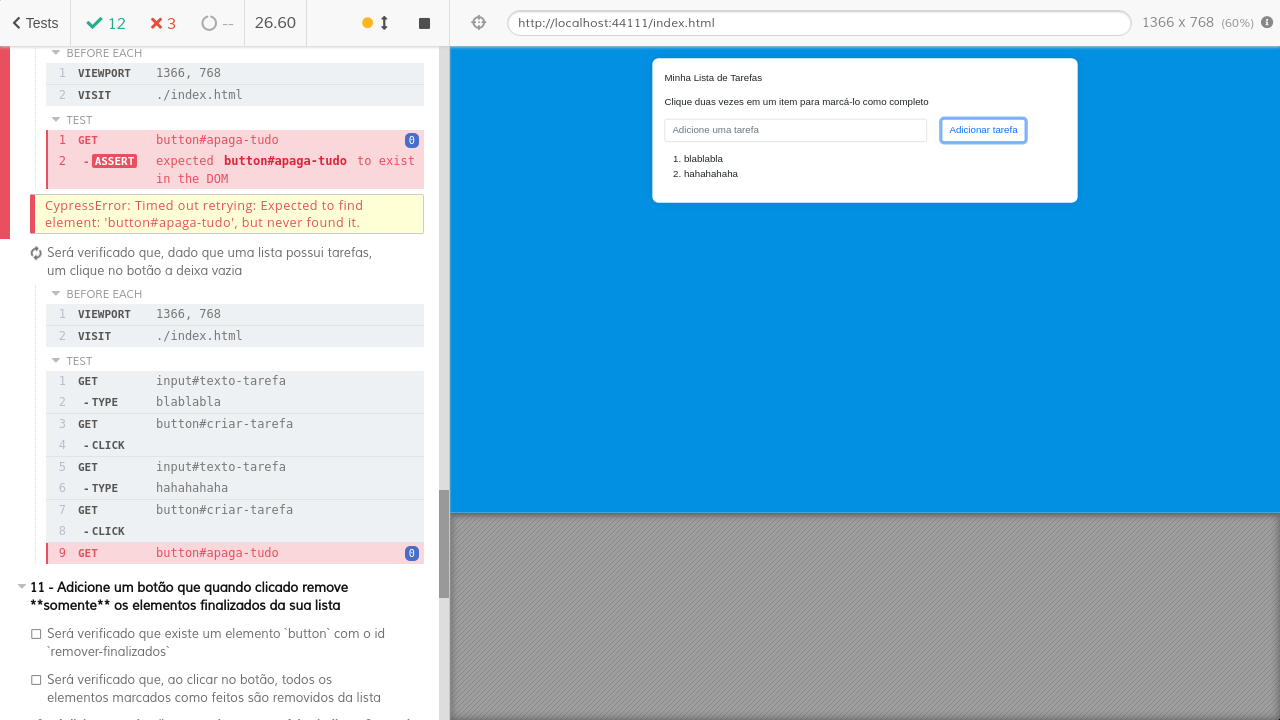 Tests 12 3 -- 26.60
http://localhost:44111/index.html 1366 x 768 (60%)
BEFORE EACH
1 VIEWPORT 1366, 768
2 VISIT ./index.html
TEST
1 GET button#apaga-tudo 0
2 -ASSERT expected button#apaga-tudo to exist
in the DOM
CypressError: Timed out retrying: Expected to find
element: 'button#apaga-tudo', but never found it.
Será verificado que, dado que uma lista possui tarefas,
um clique no botão a deixa vazia
BEFORE EACH
1 VIEWPORT 1366, 768
2 VISIT ./index.html
TEST
1 GET input#texto-tarefa
2 -TYPE blablabla
3 GET button#criar-tarefa
4 -CLICK
5 GET input#texto-tarefa
6 -TYPE hahahahaha
7 GET button#criar-tarefa
8 -CLICK
9 GET button#apaga-tudo 0
11 - Adicione um botão que quando clicado remove
**somente** os elementos finalizados da sua lista
Será verificado que existe um elemento `button` com o id
`remover-finalizados`
Será verificado que, ao clicar no botão, todos os
elementos marcados como feitos são removidos da lista
Minha Lista de Tarefas
Clique duas vezes em um item para marcá-lo como completo
Adicione uma tarefa
Adicionar tarefa
1. blablabla
2. hahahahaha